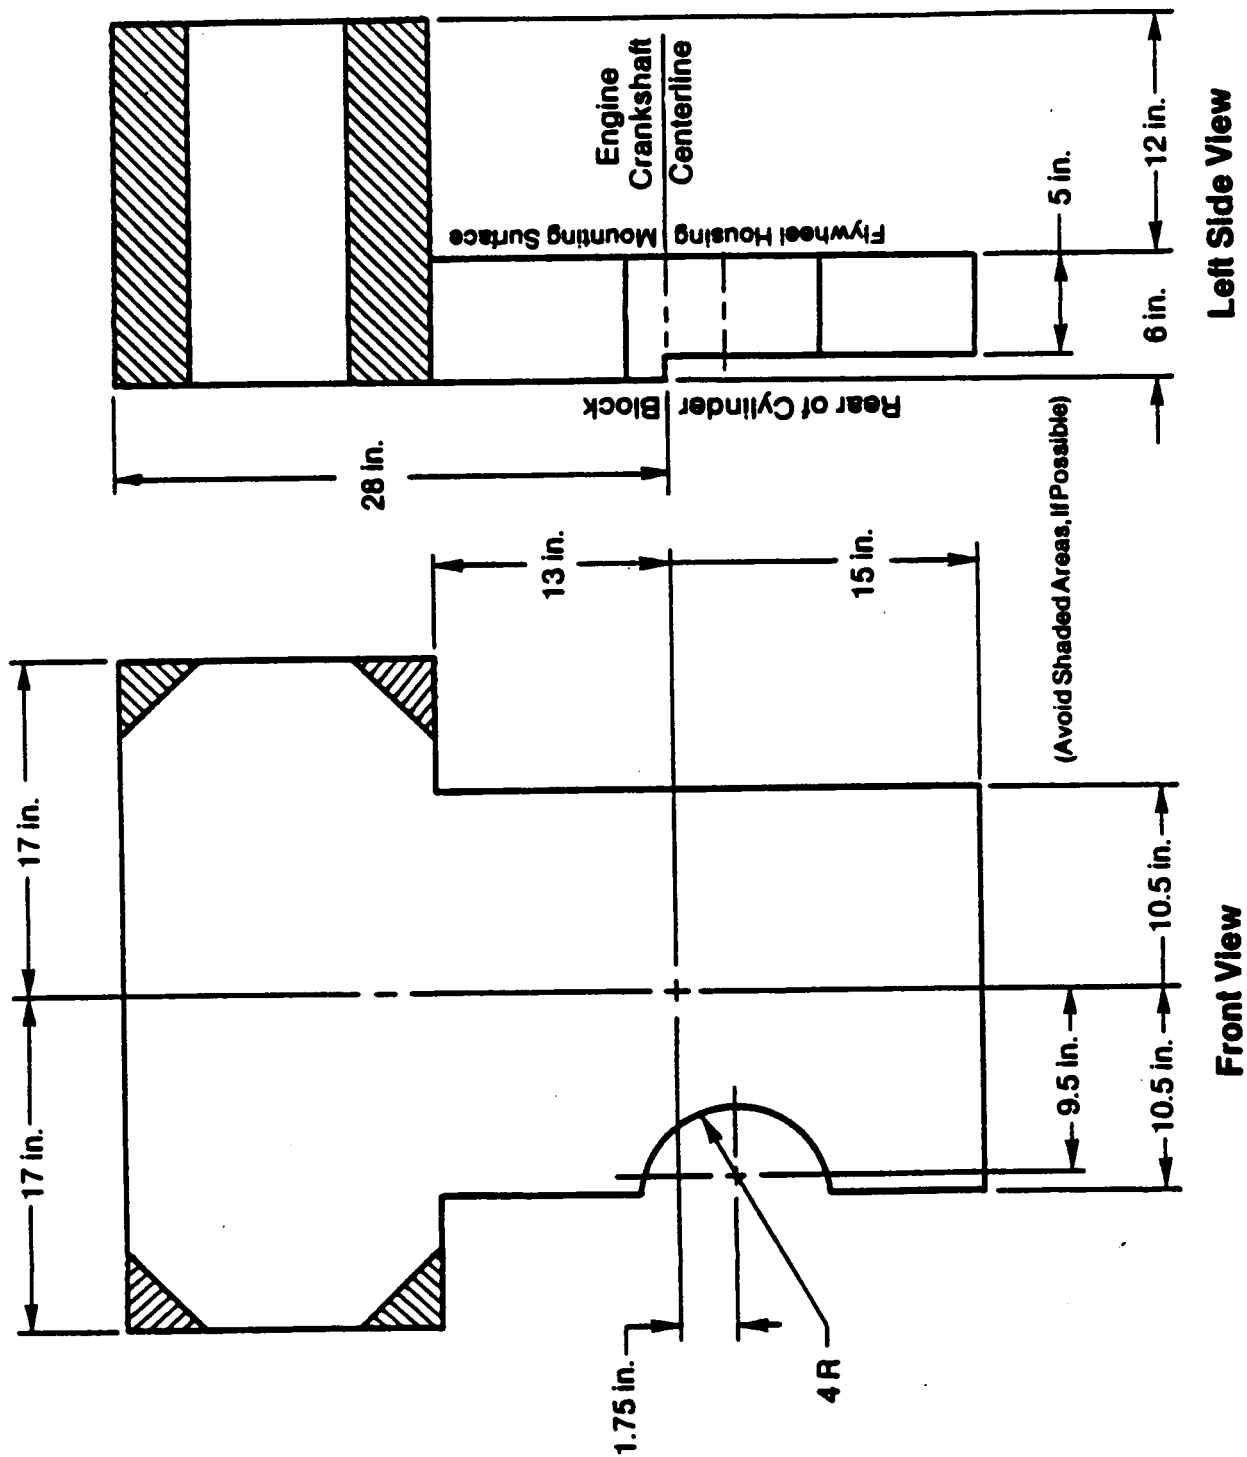 17 in.
17 in.
1.75 in.
4 R
9.5 in.
10.5 in.
10.5 in.
13 in.
15 in.
Front View
28 in.
Rear of Cylinder Block
Flywheel Housing Mounting Surface
Engine
Crankshaft
Centerline
(Avoid Shaded Areas, If Possible)
6 in.
5 in.
12 in.
Left Side View